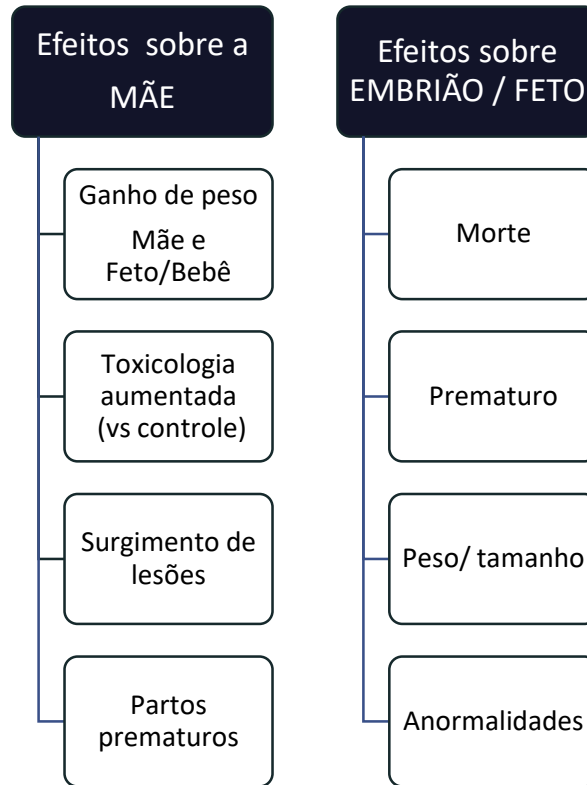 Efeitos sobre a
MÃE
Ganho de peso
Mãe e
Feto/Bebê
Toxicologia
aumentada
(vs controle)
Surgimento de
lesões
Partos
prematuros
Efeitos sobre
EMBRIÃO / FETO
Morte
Prematuro
Peso/ tamanho
Anormalidades